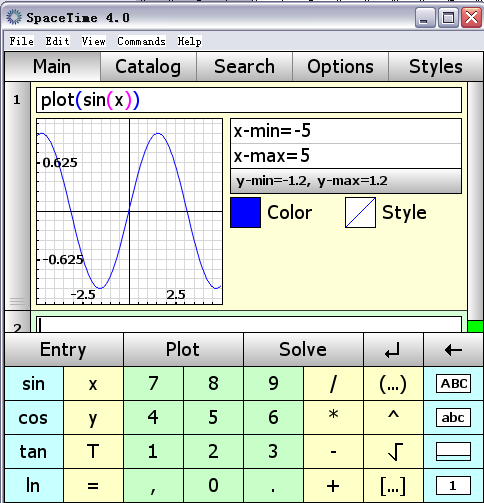 SpaceTime 4.0
File Edit View Commands Help
Main Catalog Search Options Styles
1 plot(sin(x))
x-min=-5
x-max=5
y-min=-1.2, y-max=1.2
Color Style
0.625
-0.625
-2.5 2.5
2
Entry Plot Solve ↵ ←
sin x 7 8 9 / (...) ABC
cos y 4 5 6 * ^ abc
tan T 1 2 3 - √
ln = , 0 . + [...] 1